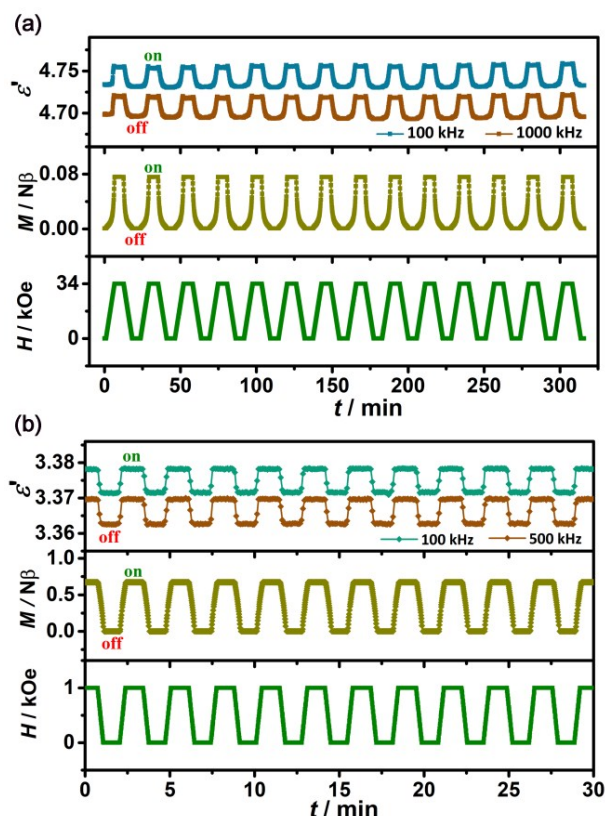 (a)
on
4.75
ε'
4.70
off
100 kHz 1000 kHz
on
0.08
M / Nβ
0.00
off
34
H / kOe
0
0 50 100 150 200 250 300
t / min
(b)
on
3.38
ε'
3.37
3.36
off
100 kHz 500 kHz
1.0
on
M / Nβ
0.5
0.0
off
1
H / kOe
0
0 5 10 15 20 25 30
t / min